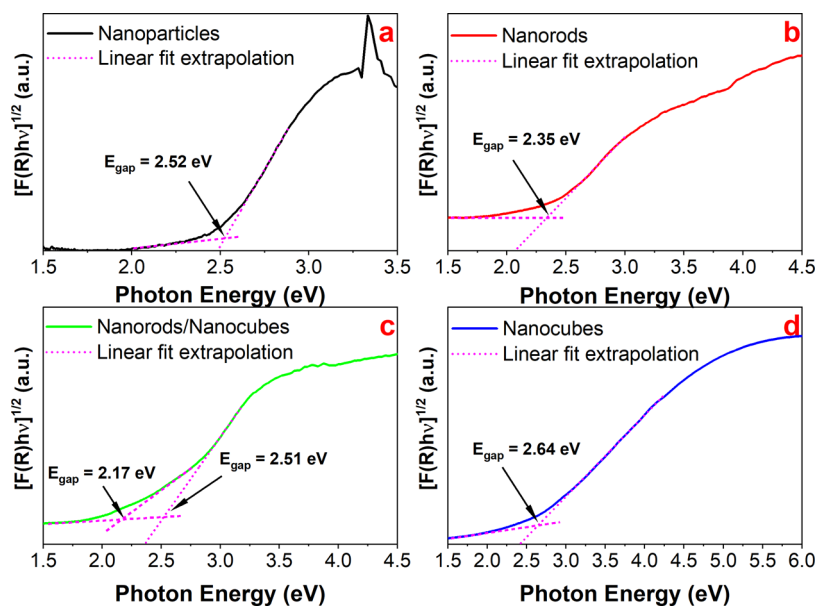 a
Nanoparticles
Linear fit extrapolation
[F(R)hν]^1/2 (a.u.)
E_gap = 2.52 eV
1.5 2.0 2.5 3.0 3.5
Photon Energy (eV)
b
Nanorods
Linear fit extrapolation
[F(R)hν]^1/2 (a.u.)
E_gap = 2.35 eV
1.5 2.0 2.5 3.0 3.5 4.0 4.5
Photon Energy (eV)
c
Nanorods/Nanocubes
Linear fit extrapolation
[F(R)hν]^1/2 (a.u.)
E_gap = 2.17 eV
E_gap = 2.51 eV
1.5 2.0 2.5 3.0 3.5 4.0 4.5
Photon Energy (eV)
d
Nanocubes
Linear fit extrapolation
[F(R)hν]^1/2 (a.u.)
E_gap = 2.64 eV
1.5 2.0 2.5 3.0 3.5 4.0 4.5 5.0 5.5 6.0
Photon Energy (eV)